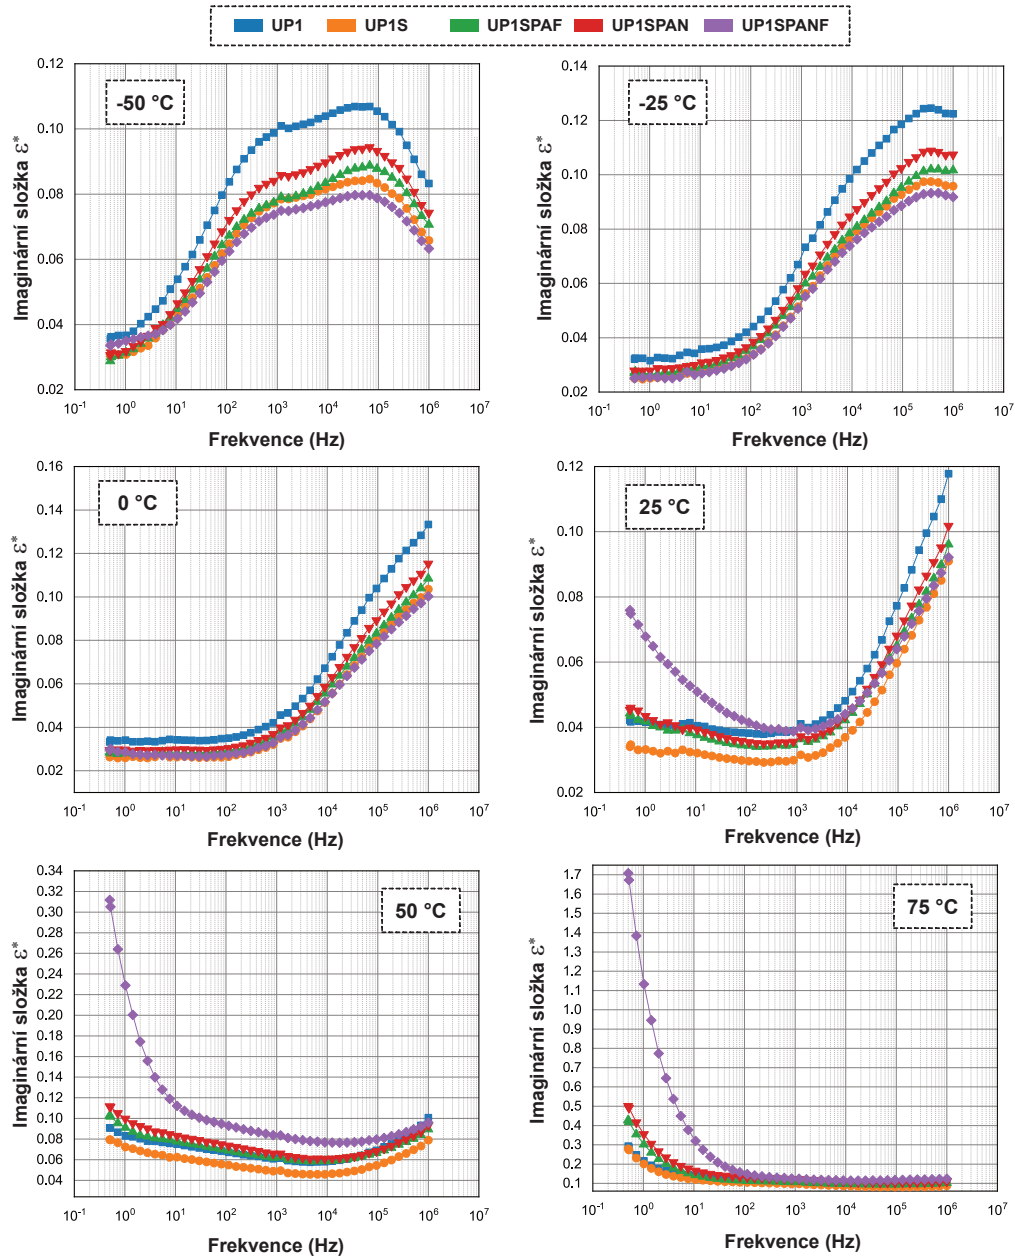 UP1 UP1S UP1SPAF UP1SPAN UP1SPANF
-50 °C
Imaginární složka ε*
0.12
0.10
0.08
0.06
0.04
0.02
10⁻¹ 10⁰ 10¹ 10² 10³ 10⁴ 10⁵ 10⁶ 10⁷
Frekvence (Hz)
-25 °C
Imaginární složka ε*
0.14
0.12
0.10
0.08
0.06
0.04
0.02
10⁻¹ 10⁰ 10¹ 10² 10³ 10⁴ 10⁵ 10⁶ 10⁷
Frekvence (Hz)
0 °C
Imaginární složka ε*
0.16
0.14
0.12
0.10
0.08
0.06
0.04
0.02
10⁻¹ 10⁰ 10¹ 10² 10³ 10⁴ 10⁵ 10⁶ 10⁷
Frekvence (Hz)
25 °C
Imaginární složka ε*
0.12
0.10
0.08
0.06
0.04
0.02
10⁻¹ 10⁰ 10¹ 10² 10³ 10⁴ 10⁵ 10⁶ 10⁷
Frekvence (Hz)
50 °C
Imaginární složka ε*
0.34
0.32
0.30
0.28
0.26
0.24
0.22
0.20
0.18
0.16
0.14
0.12
0.10
0.08
0.06
0.04
10⁻¹ 10⁰ 10¹ 10² 10³ 10⁴ 10⁵ 10⁶ 10⁷
Frekvence (Hz)
75 °C
Imaginární složka ε*
1.7
1.6
1.5
1.4
1.3
1.2
1.1
1.0
0.9
0.8
0.7
0.6
0.5
0.4
0.3
0.2
0.1
10⁻¹ 10⁰ 10¹ 10² 10³ 10⁴ 10⁵ 10⁶ 10⁷
Frekvence (Hz)